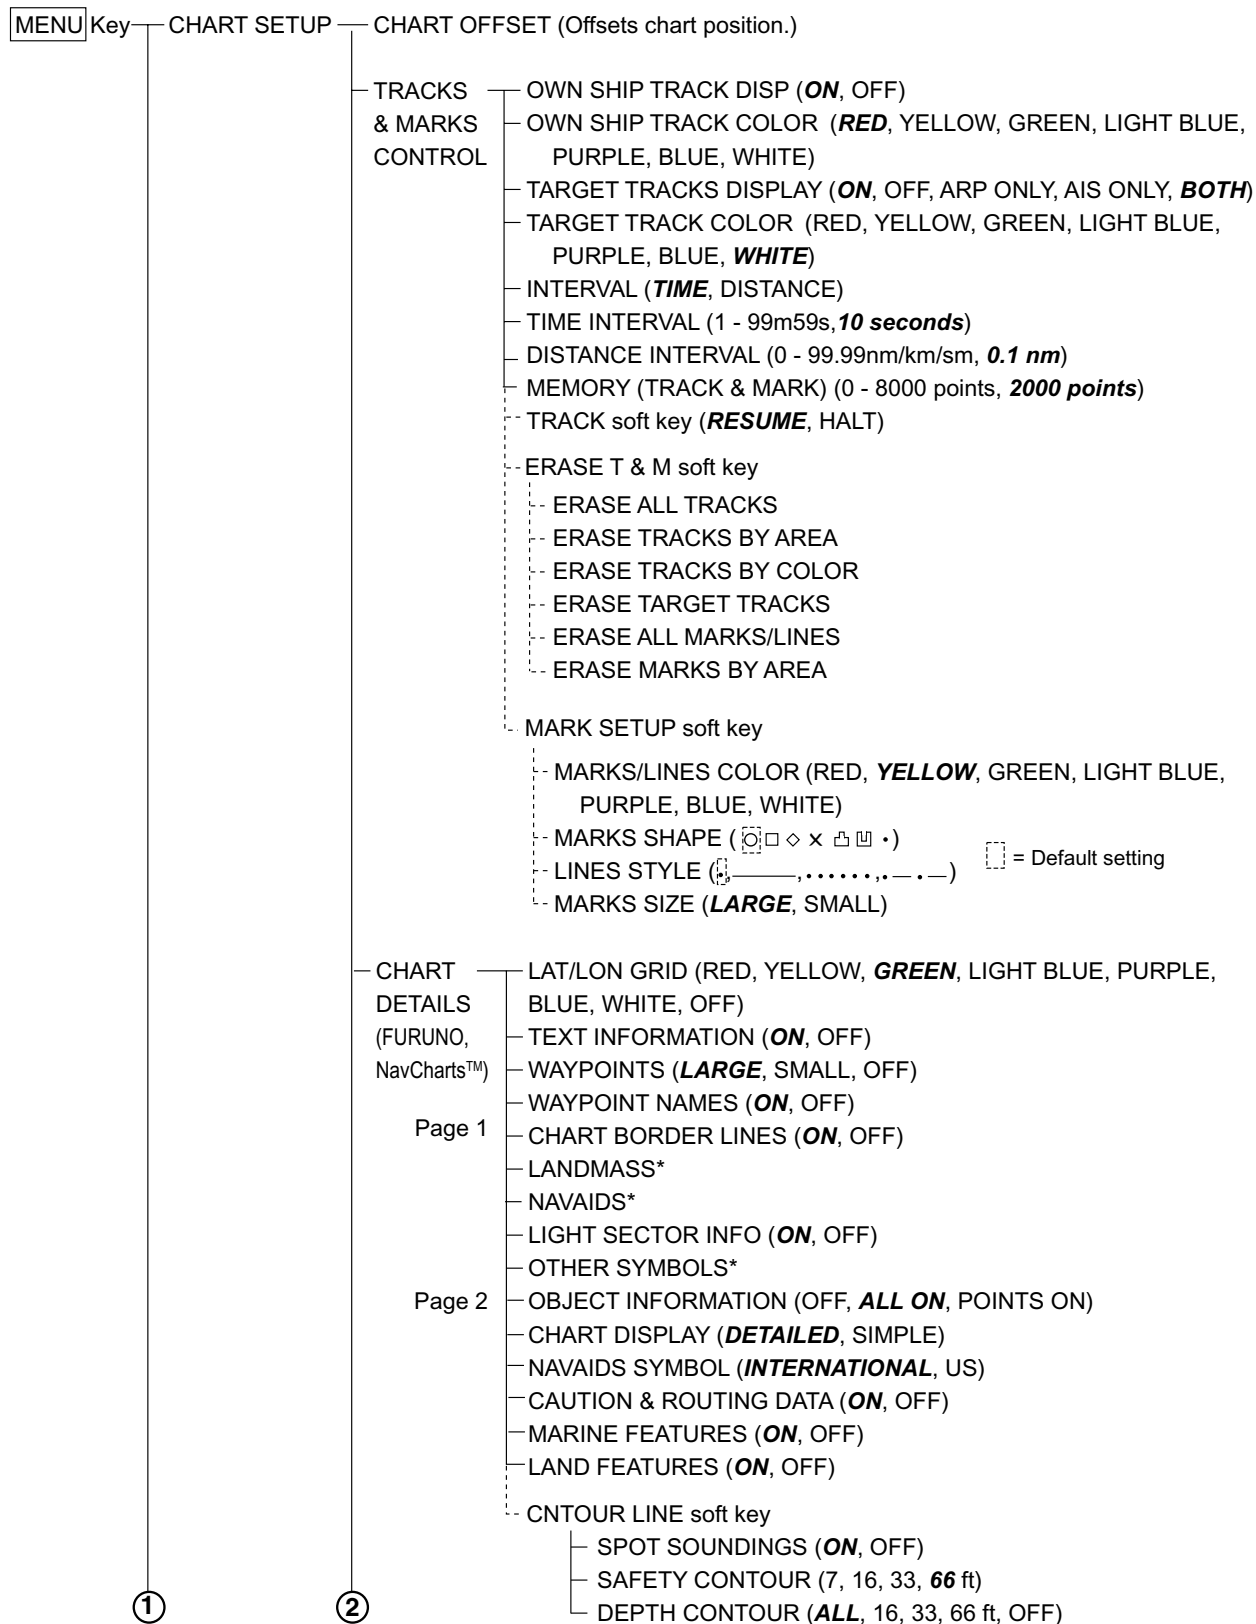 MENU Key CHART SETUP CHART OFFSET (Offsets chart position.)
TRACKS & MARKS CONTROL
OWN SHIP TRACK DISP (ON, OFF)
OWN SHIP TRACK COLOR (RED, YELLOW, GREEN, LIGHT BLUE,
PURPLE, BLUE, WHITE)
TARGET TRACKS DISPLAY (ON, OFF, ARP ONLY, AIS ONLY, BOTH)
TARGET TRACK COLOR (RED, YELLOW, GREEN, LIGHT BLUE,
PURPLE, BLUE, WHITE)
INTERVAL (TIME, DISTANCE)
TIME INTERVAL (1 - 99m59s,10 seconds)
DISTANCE INTERVAL (0 - 99.99nm/km/sm, 0.1 nm)
MEMORY (TRACK & MARK) (0 - 8000 points, 2000 points)
TRACK soft key (RESUME, HALT)
ERASE T & M soft key
ERASE ALL TRACKS
ERASE TRACKS BY AREA
ERASE TRACKS BY COLOR
ERASE TARGET TRACKS
ERASE ALL MARKS/LINES
ERASE MARKS BY AREA
MARK SETUP soft key
MARKS/LINES COLOR (RED, YELLOW, GREEN, LIGHT BLUE,
PURPLE, BLUE, WHITE)
MARKS SHAPE ( )
LINES STYLE ( )
= Default setting
MARKS SIZE (LARGE, SMALL)
CHART DETAILS (FURUNO, NavCharts™)
Page 1
LAT/LON GRID (RED, YELLOW, GREEN, LIGHT BLUE, PURPLE,
BLUE, WHITE, OFF)
TEXT INFORMATION (ON, OFF)
WAYPOINTS (LARGE, SMALL, OFF)
WAYPOINT NAMES (ON, OFF)
CHART BORDER LINES (ON, OFF)
LANDMASS*
NAVAIDS*
LIGHT SECTOR INFO (ON, OFF)
OTHER SYMBOLS*
Page 2
OBJECT INFORMATION (OFF, ALL ON, POINTS ON)
CHART DISPLAY (DETAILED, SIMPLE)
NAVAIDS SYMBOL (INTERNATIONAL, US)
CAUTION & ROUTING DATA (ON, OFF)
MARINE FEATURES (ON, OFF)
LAND FEATURES (ON, OFF)
CNTOUR LINE soft key
SPOT SOUNDINGS (ON, OFF)
SAFETY CONTOUR (7, 16, 33, 66 ft)
DEPTH CONTOUR (ALL, 16, 33, 66 ft, OFF)
1 2